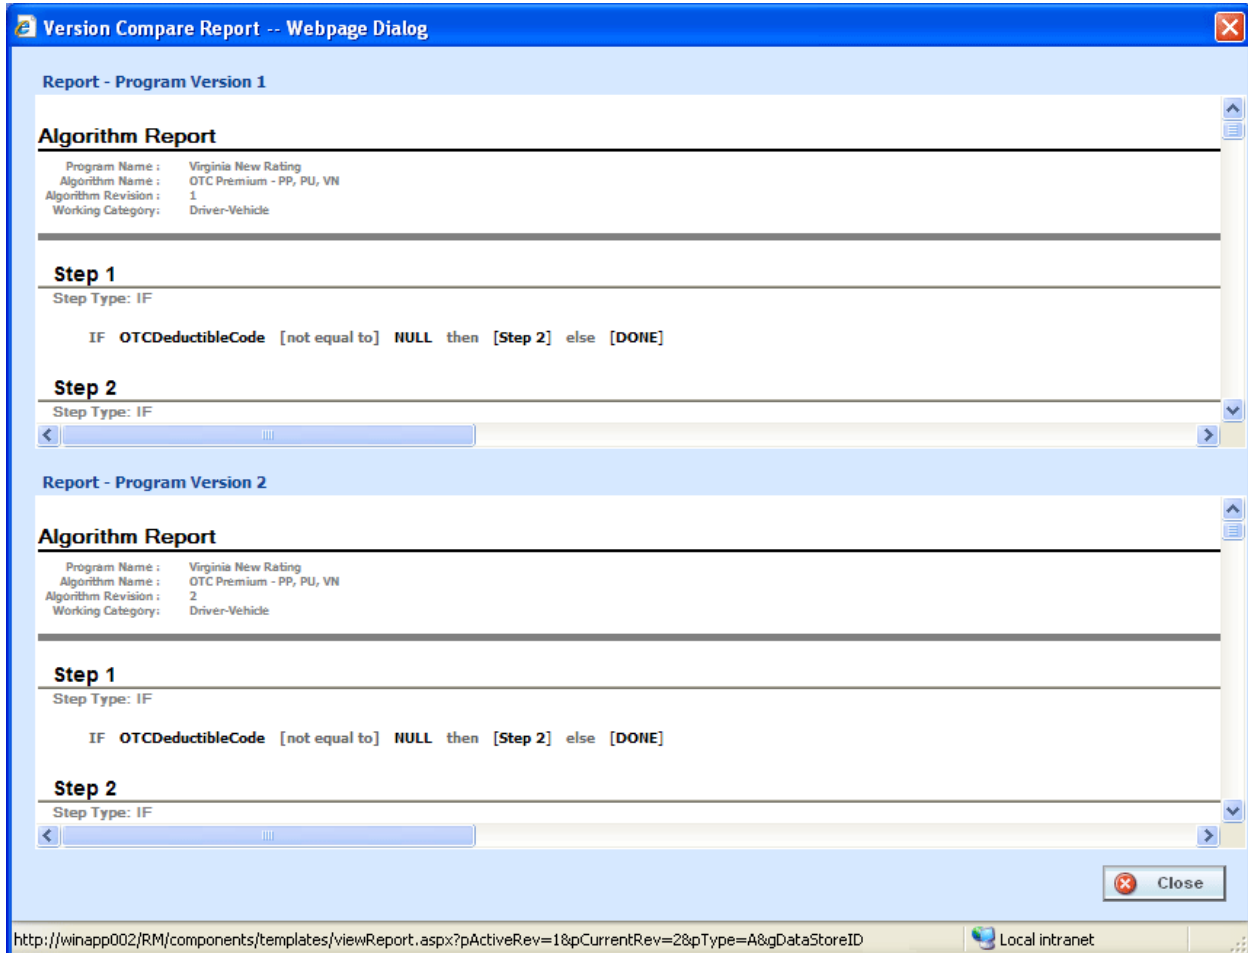 Version Compare Report -- Webpage Dialog
Report - Program Version 1
Algorithm Report
Program Name : Virginia New Rating
Algorithm Name : OTC Premium - PP, PU, VN
Algorithm Revision : 1
Working Category: Driver-Vehicle
Step 1
Step Type: IF
IF OTCDeductibleCode [not equal to] NULL then [Step 2] else [DONE]
Step 2
Step Type: IF
Report - Program Version 2
Algorithm Report
Program Name : Virginia New Rating
Algorithm Name : OTC Premium - PP, PU, VN
Algorithm Revision : 2
Working Category: Driver-Vehicle
Step 1
Step Type: IF
IF OTCDeductibleCode [not equal to] NULL then [Step 2] else [DONE]
Step 2
Step Type: IF
Close
http://winapp002/RM/components/templates/viewReport.aspx?pActiveRev=1&pCurrentRev=2&pType=A&gDataStoreID Local intranet